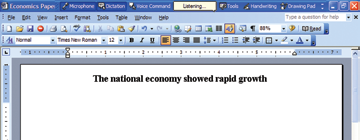 Economics Pape Microphone Dictation Voice Command Listening... Tools Handwriting Drawing Pad
File Edit View Insert Format Tools Table Window Help Type a question for help
88% Read
Normal Times New Roman 12 B I U
The national economy showed rapid growth